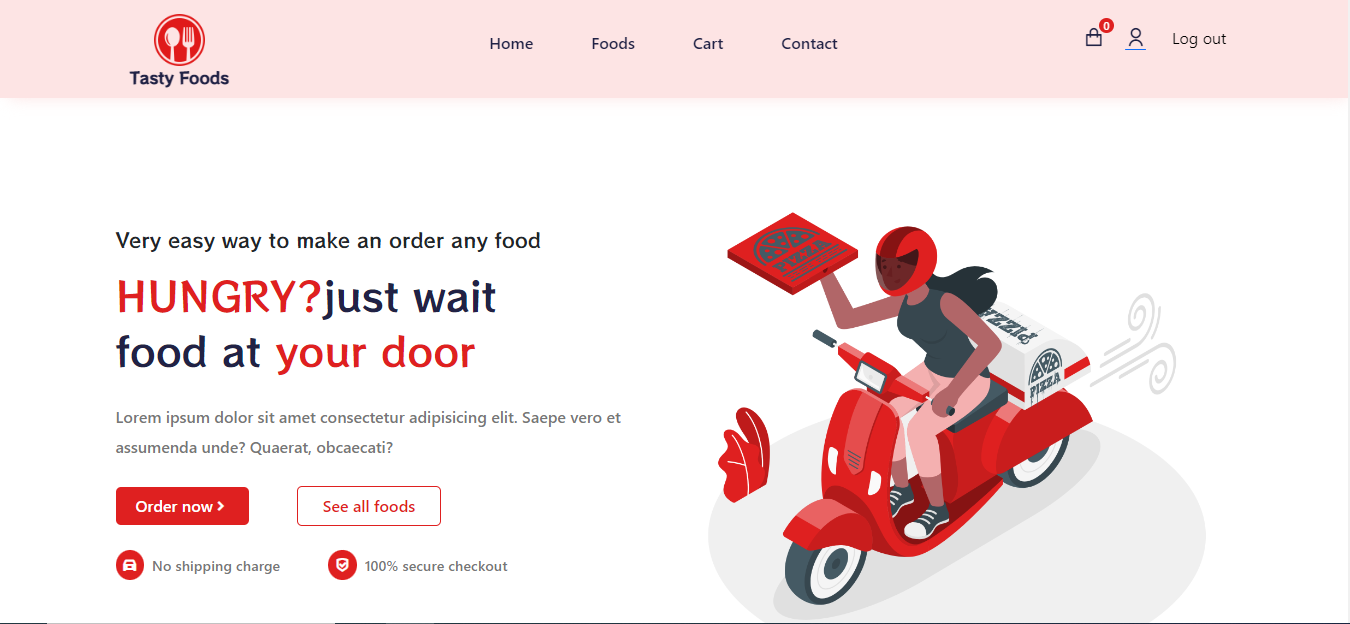 Tasty Foods
Home
Foods
Cart
Contact
0
Log out
Very easy way to make an order any food
HUNGRY?just wait
food at your door
Lorem ipsum dolor sit amet consectetur adipisicing elit. Saepe vero et
assumenda unde? Quaerat, obcaecati?
Order now
See all foods
No shipping charge
100% secure checkout
PIZZA
PIZZA